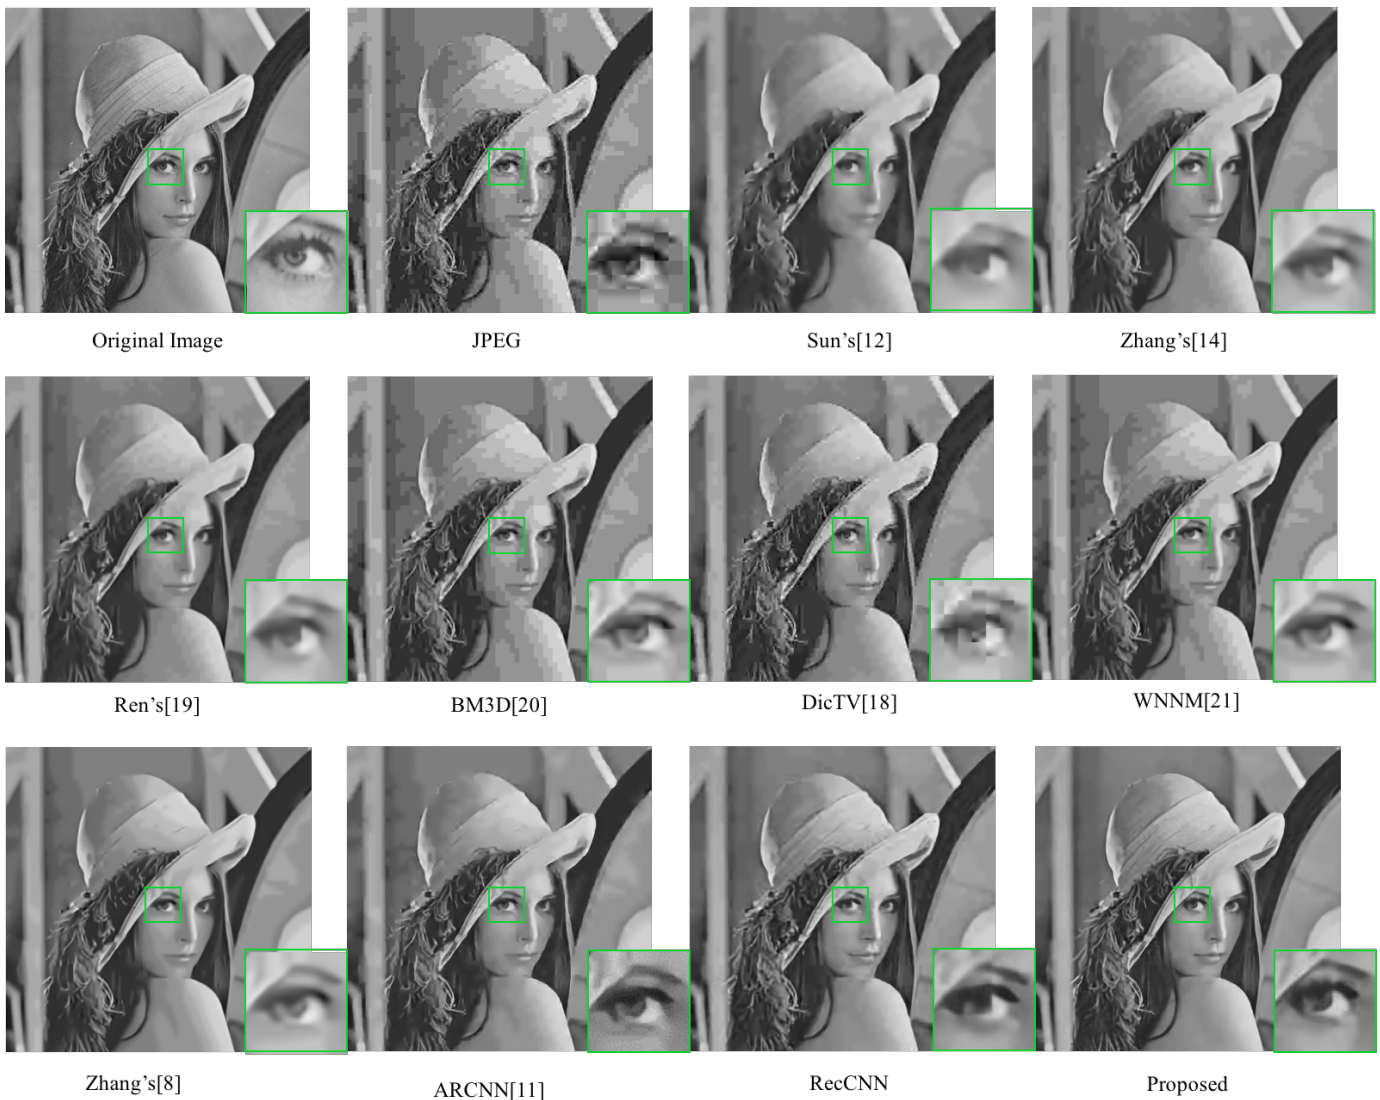 Original Image
JPEG
Sun’s[12]
Zhang’s[14]
Ren’s[19]
BM3D[20]
DicTV[18]
WNNM[21]
Zhang’s[8]
ARCNN[11]
RecCNN
Proposed